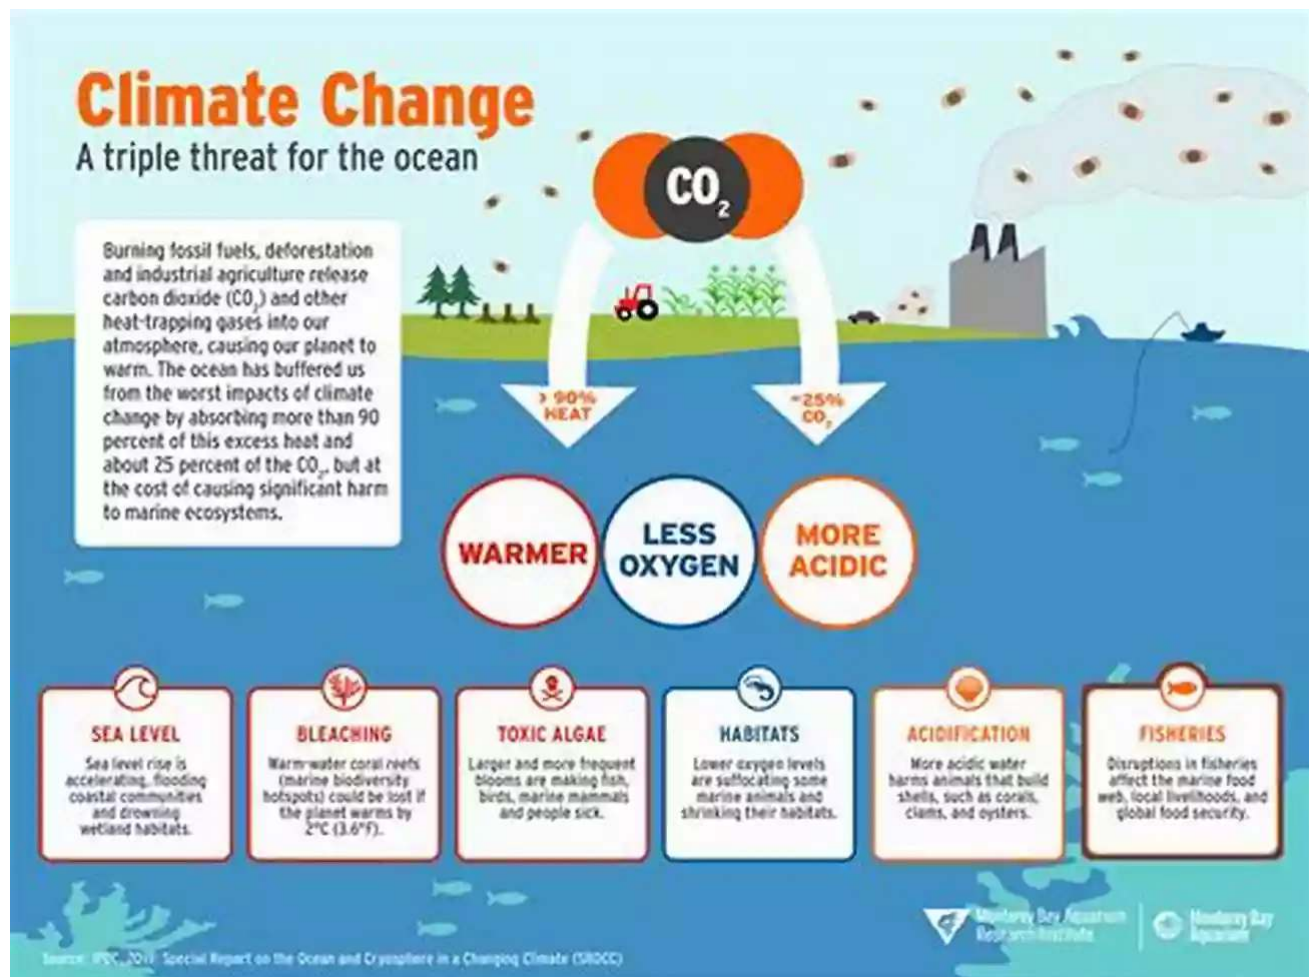 Climate Change
A triple threat for the ocean
CO₂
Burning fossil fuels, deforestation
and industrial agriculture release
carbon dioxide (CO₂) and other
heat-trapping gases into our
atmosphere, causing our planet to
warm. The ocean has buffered us
from the worst impacts of climate
change by absorbing more than 90
percent of this excess heat and
about 25 percent of the CO₂, but at
the cost of causing significant harm
to marine ecosystems.
> 90%
HEAT
~25%
CO₂
WARMER
LESS
OXYGEN
MORE
ACIDIC
SEA LEVEL
Sea level rise is
accelerating, flooding
coastal communities
and drowning
wetland habitats.
BLEACHING
Warm-water coral reefs
(marine biodiversity
hotspots) could be lost if
the planet warms by
2°C (3.6°F).
TOXIC ALGAE
Larger and more frequent
blooms are making fish,
birds, marine mammals
and people sick.
HABITATS
Lower oxygen levels
are suffocating some
marine animals and
shrinking their habitats.
ACIDIFICATION
More acidic water
harms animals that build
shells, such as corals,
clams, and oysters.
FISHERIES
Disruptions in fisheries
affect the marine food
web, local livelihoods, and
global food security.
Monterey Bay Aquarium
Research Institute
Monterey Bay
Aquarium
Source: IPCC, 2019: Special Report on the Ocean and Cryosphere in a Changing Climate (SROCC)